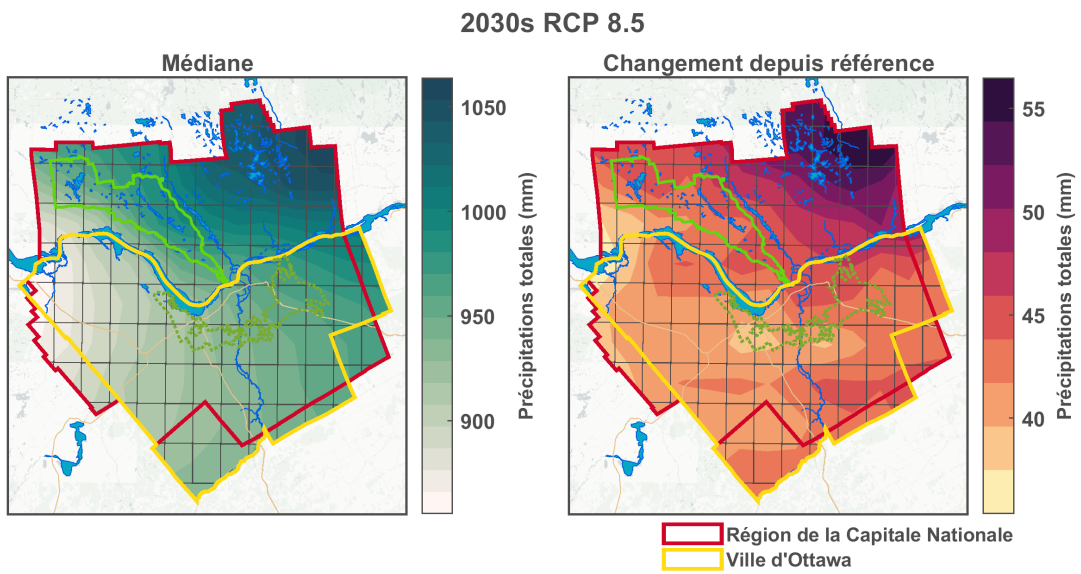 2030s RCP 8.5
Médiane
Changement depuis référence
1050
1000
950
900
Précipitations totales (mm)
55
50
45
40
Précipitations totales (mm)
Région de la Capitale Nationale
Ville d'Ottawa